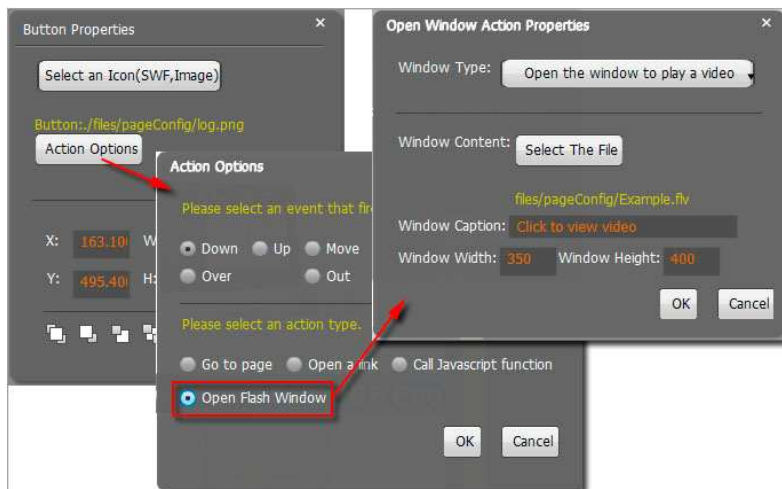 Button Properties
Select an Icon(SWF,Image)
Button:./files/pageConfig/log.png
Action Options
X: 163.10 W
Y: 495.40 H:
Action Options
Please select an event that fir
Down Up Move
Over Out
Please select an action type.
Go to page Open a link Call Javascript function
Open Flash Window
OK Cancel
Open Window Action Properties
Window Type: Open the window to play a video
Window Content: Select The File
files/pageConfig/Example.flv
Window Caption: Click to view video
Window Width: 350 Window Height: 400
OK Cancel